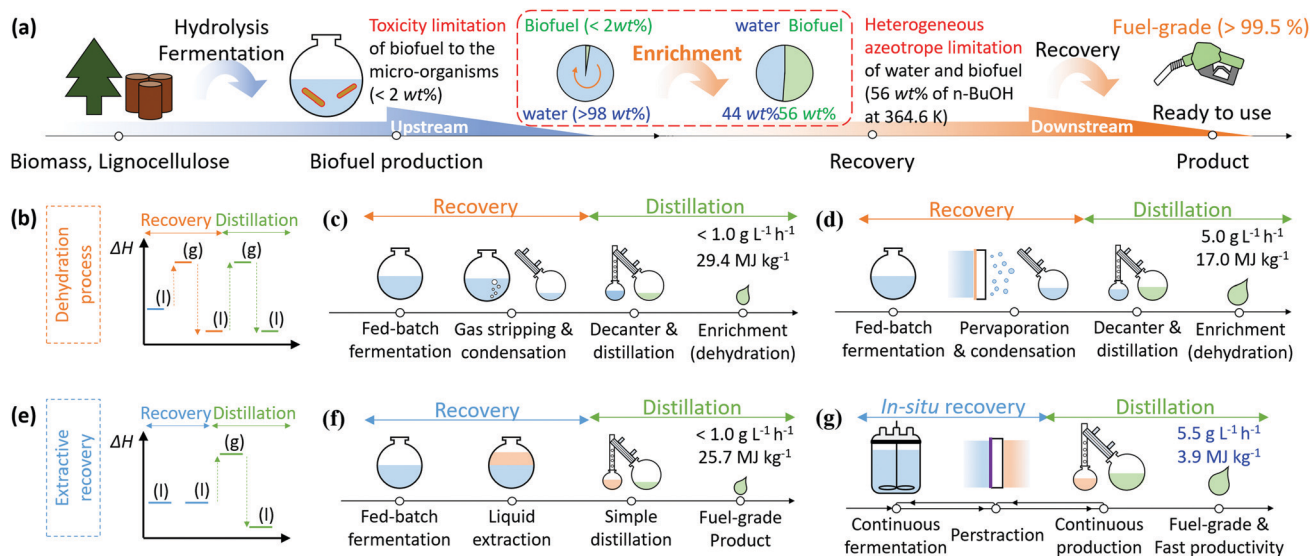 (a)
Hydrolysis
Fermentation
Toxicity limitation
of biofuel to the
micro-organisms
(< 2 wt%)
Biofuel (< 2wt%)
water (>98 wt%)
Enrichment
water Biofuel
44 wt% 56 wt%
Heterogeneous
azeotrope limitation
of water and biofuel
(56 wt% of n-BuOH
at 364.6 K)
Recovery
Fuel-grade (> 99.5 %)
Ready to use
Upstream
Downstream
Biomass, Lignocellulose
Biofuel production
Recovery
Product
(b)
Dehydration
process
Recovery Distillation
ΔH
(l)
(g)
(l)
(g)
(l)
(c)
Recovery
Distillation
< 1.0 g L-1 h-1
29.4 MJ kg-1
Fed-batch
fermentation
Gas stripping &
condensation
Decanter &
distillation
Enrichment
(dehydration)
(d)
Recovery
Distillation
5.0 g L-1 h-1
17.0 MJ kg-1
Fed-batch
fermentation
Pervaporation
& condensation
Decanter &
distillation
Enrichment
(dehydration)
(e)
Extractive
recovery
Recovery Distillation
ΔH
(l)
(l)
(g)
(l)
(f)
Recovery
Distillation
< 1.0 g L-1 h-1
25.7 MJ kg-1
Fed-batch
fermentation
Liquid
extraction
Simple
distillation
Fuel-grade
Product
(g)
In-situ recovery
Distillation
5.5 g L-1 h-1
3.9 MJ kg-1
Continuous
fermentation
Perstraction
Continuous
production
Fuel-grade &
Fast productivity